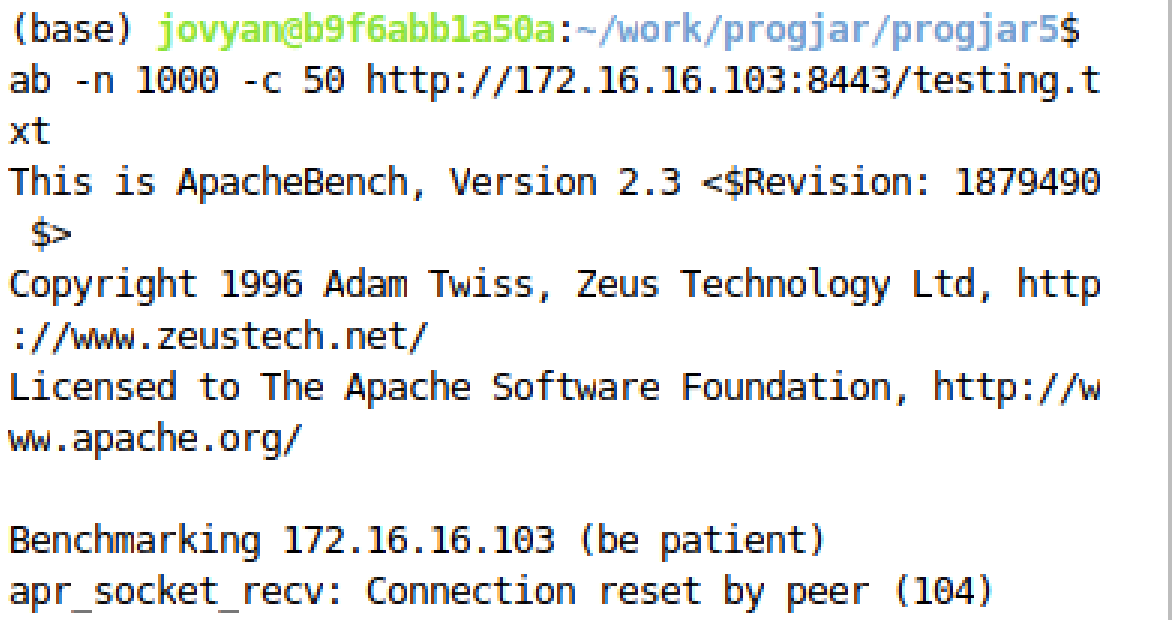 (base) jovyan@b9f6abb1a50a:~/work/progjar/progjar5$
ab -n 1000 -c 50 http://172.16.16.103:8443/testing.t
xt
This is ApacheBench, Version 2.3 <$Revision: 1879490
 $>
Copyright 1996 Adam Twiss, Zeus Technology Ltd, http
://www.zeustech.net/
Licensed to The Apache Software Foundation, http://w
ww.apache.org/

Benchmarking 172.16.16.103 (be patient)
apr_socket_recv: Connection reset by peer (104)